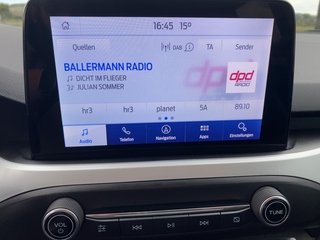 16:45 15°
Quellen DAB TA Sender
BALLERMANN RADIO
DICHT IM FLIEGER
JULIAN SOMMER
dpd
RADIO
hr3 hr3 planet 5A 89.10
Audio Telefon Navigation Apps Einstellungen
VOL TUNE